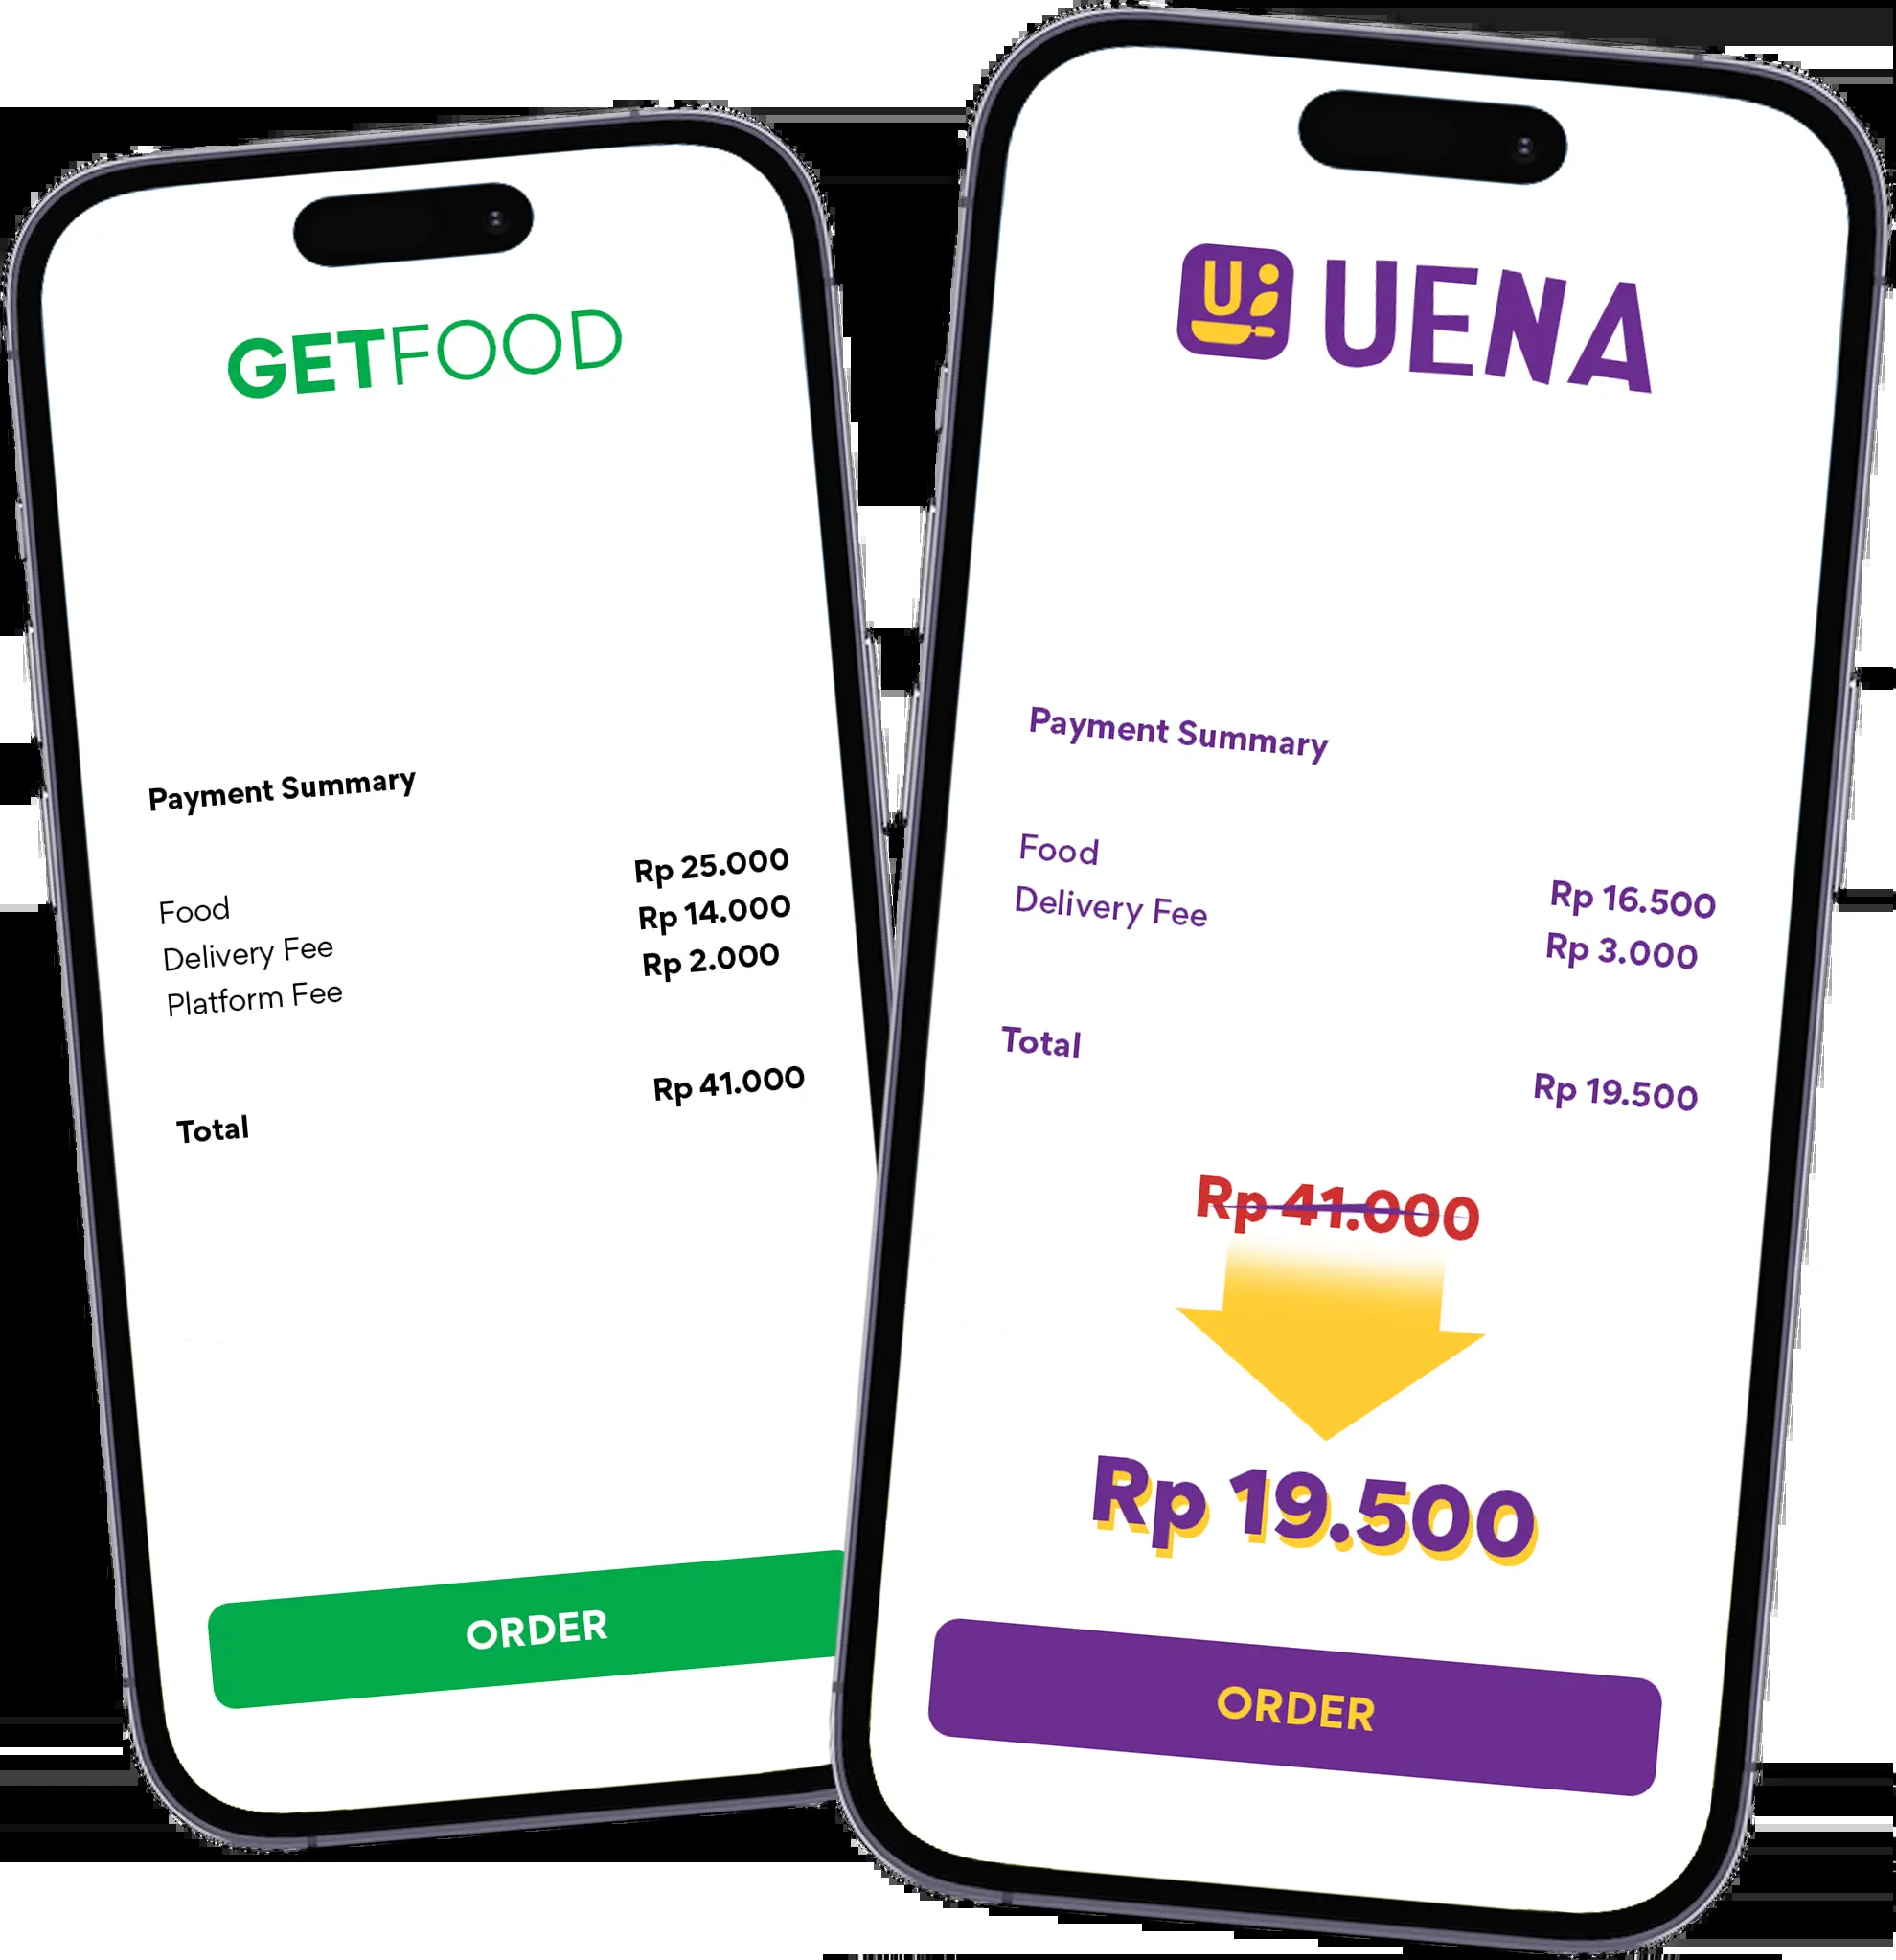 GETFOOD
Payment Summary
Food Rp 25.000
Delivery Fee Rp 14.000
Platform Fee Rp 2.000
Total Rp 41.000
ORDER
U
UENA
Payment Summary
Food Rp 16.500
Delivery Fee Rp 3.000
Total Rp 19.500
Rp 41.000
Rp 19.500
ORDER